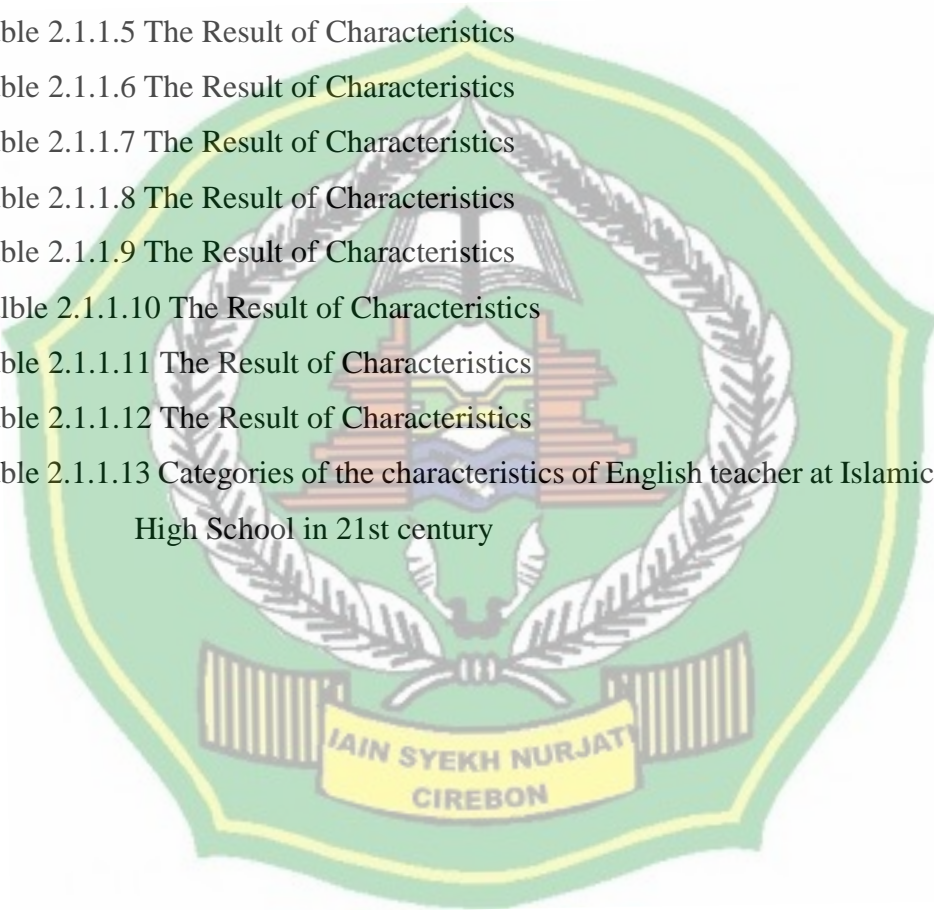 ble 2.1.1.5 The Result of Characteristics
ble 2.1.1.6 The Result of Characteristics
ble 2.1.1.7 The Result of Characteristics
ble 2.1.1.8 The Result of Characteristics
ble 2.1.1.9 The Result of Characteristics
lble 2.1.1.10 The Result of Characteristics
ble 2.1.1.11 The Result of Characteristics
ble 2.1.1.12 The Result of Characteristics
ble 2.1.1.13 Categories of the characteristics of English teacher at Islamic
High School in 21st century
IAIN SYEKH NURJATI
CIREBON